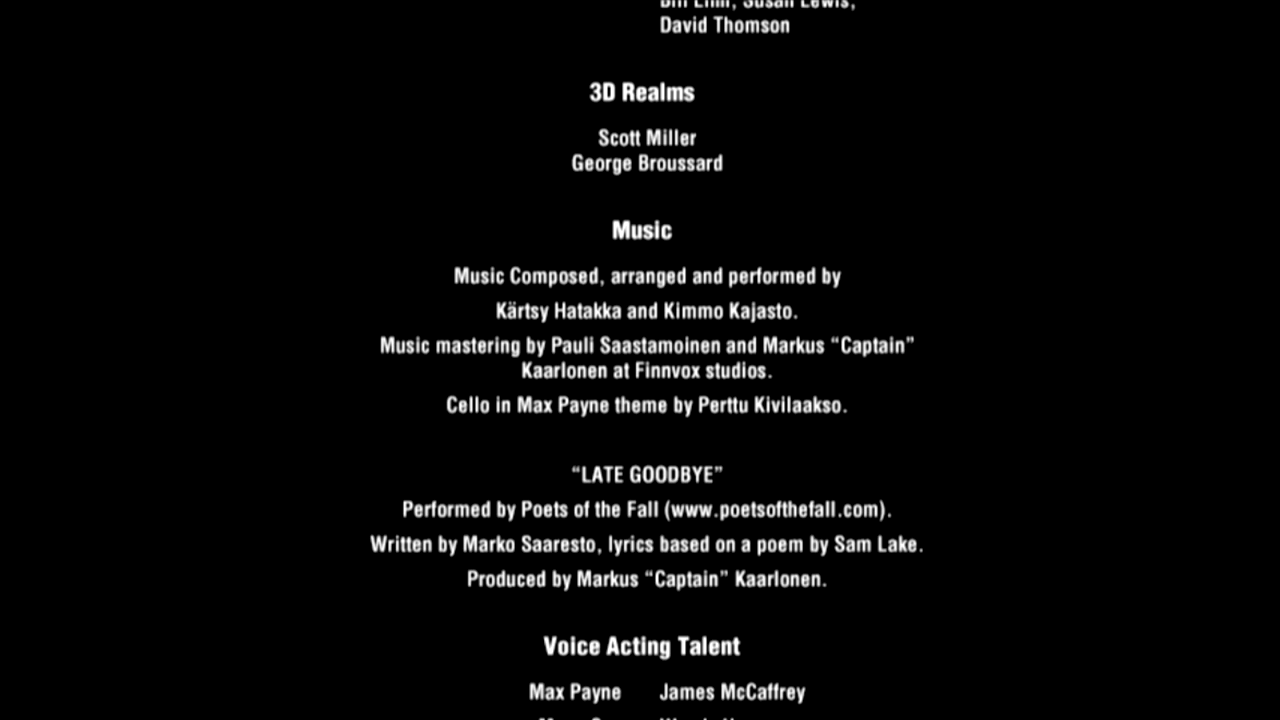 David Thomson
3D Realms
Scott Miller
George Broussard
Music
Music Composed, arranged and performed by
Kärtsy Hatakka and Kimmo Kajasto.
Music mastering by Pauli Saastamoinen and Markus “Captain”
Kaarlonen at Finnvox studios.
Cello in Max Payne theme by Perttu Kivilaakso.
“LATE GOODBYE”
Performed by Poets of the Fall (www.poetsofthefall.com).
Written by Marko Saaresto, lyrics based on a poem by Sam Lake.
Produced by Markus “Captain” Kaarlonen.
Voice Acting Talent
Max Payne James McCaffrey